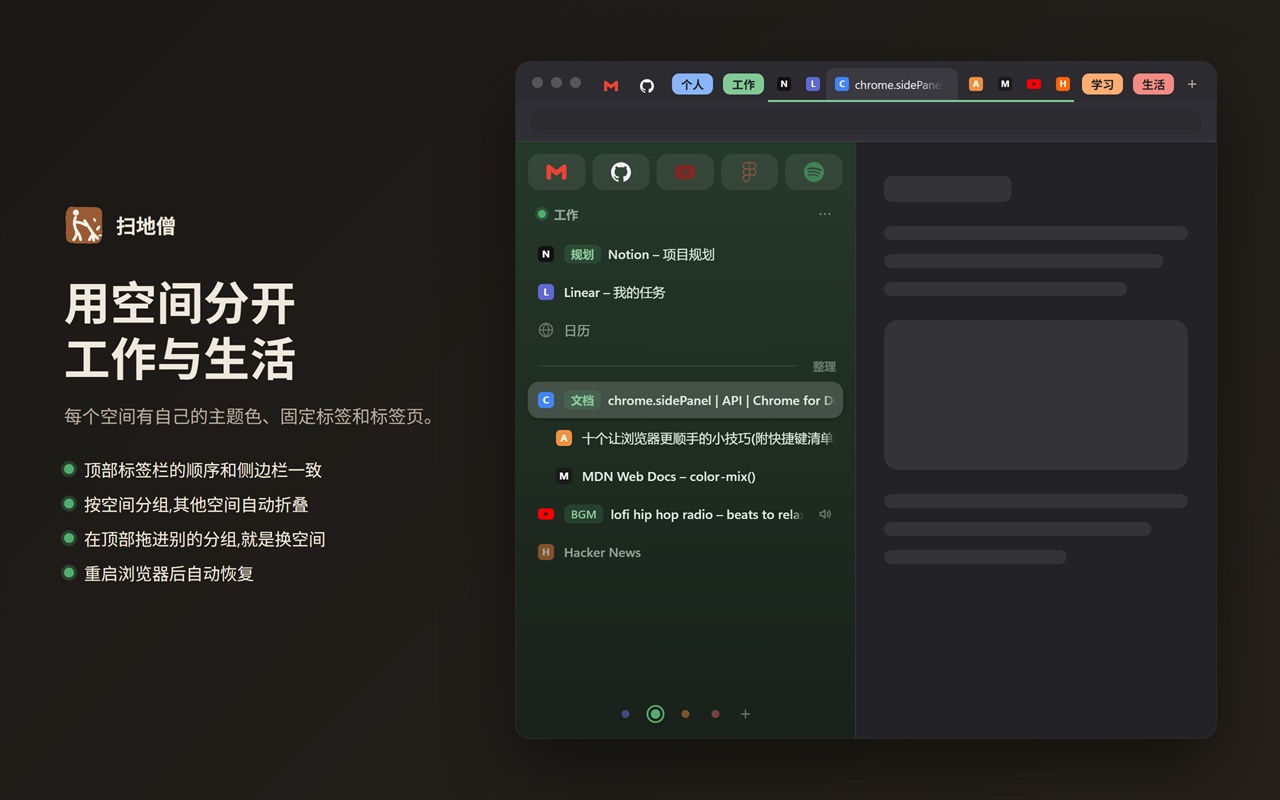 扫地僧
用空间分开
工作与生活
每个空间有自己的主题色、固定标签和标签页。
顶部标签栏的顺序和侧边栏一致
按空间分组,其他空间自动折叠
在顶部拖进别的分组,就是换空间
重启浏览器后自动恢复
个人 工作 N L C chrome.sidePane A M H 学习 生活 +
工作 ...
N 规划 Notion – 项目规划
L Linear – 我的任务
日历
整理
C 文档 chrome.sidePanel | API | Chrome for D
A 十个让浏览器更顺手的小技巧(附快捷键清单
M MDN Web Docs – color-mix()
BGM lofi hip hop radio – beats to rela
H Hacker News
+